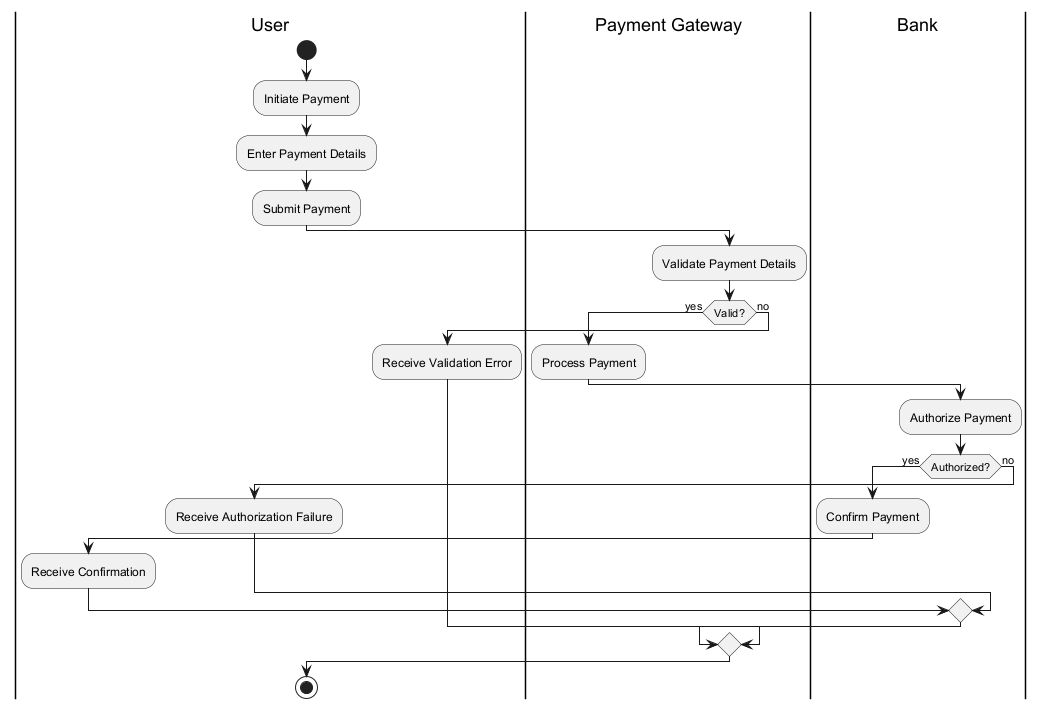 User
Payment Gateway
Bank
Initiate Payment
Enter Payment Details
Submit Payment
Validate Payment Details
yes
Valid?
no
Receive Validation Error
Process Payment
Authorize Payment
yes
Authorized?
no
Receive Authorization Failure
Confirm Payment
Receive Confirmation